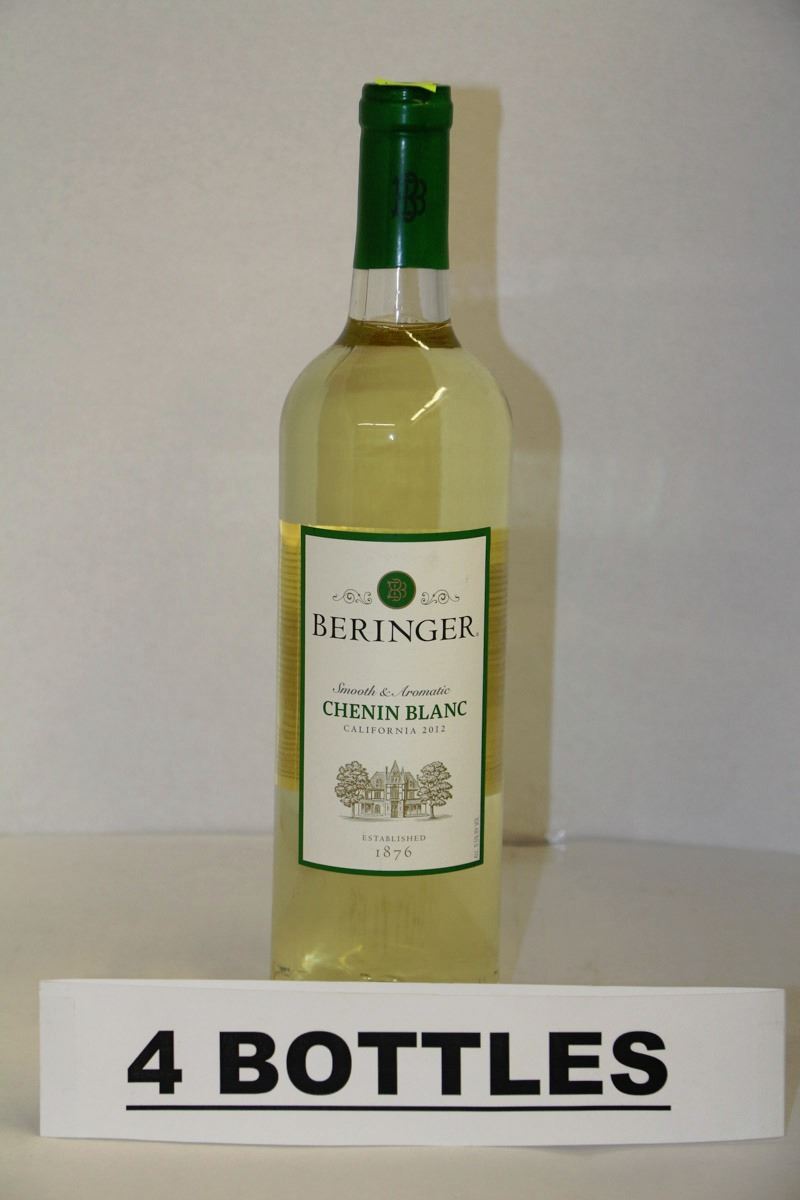 BERINGER
Smooth & Aromatic
CHENIN BLANC
CALIFORNIA 2012
ESTABLISHED
1876
4 BOTTLES